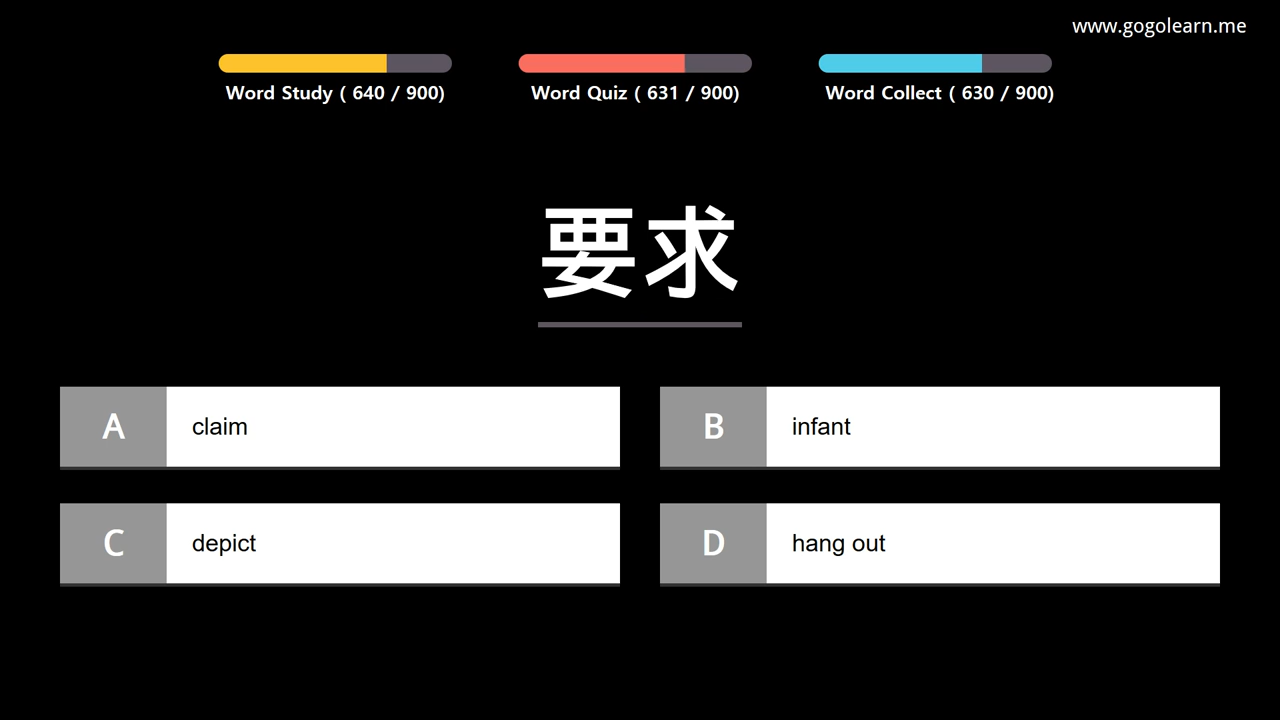 www.gogolearn.me
Word Study ( 640 / 900)
Word Quiz ( 631 / 900)
Word Collect ( 630 / 900)
要求
A claim
B infant
C depict
D hang out